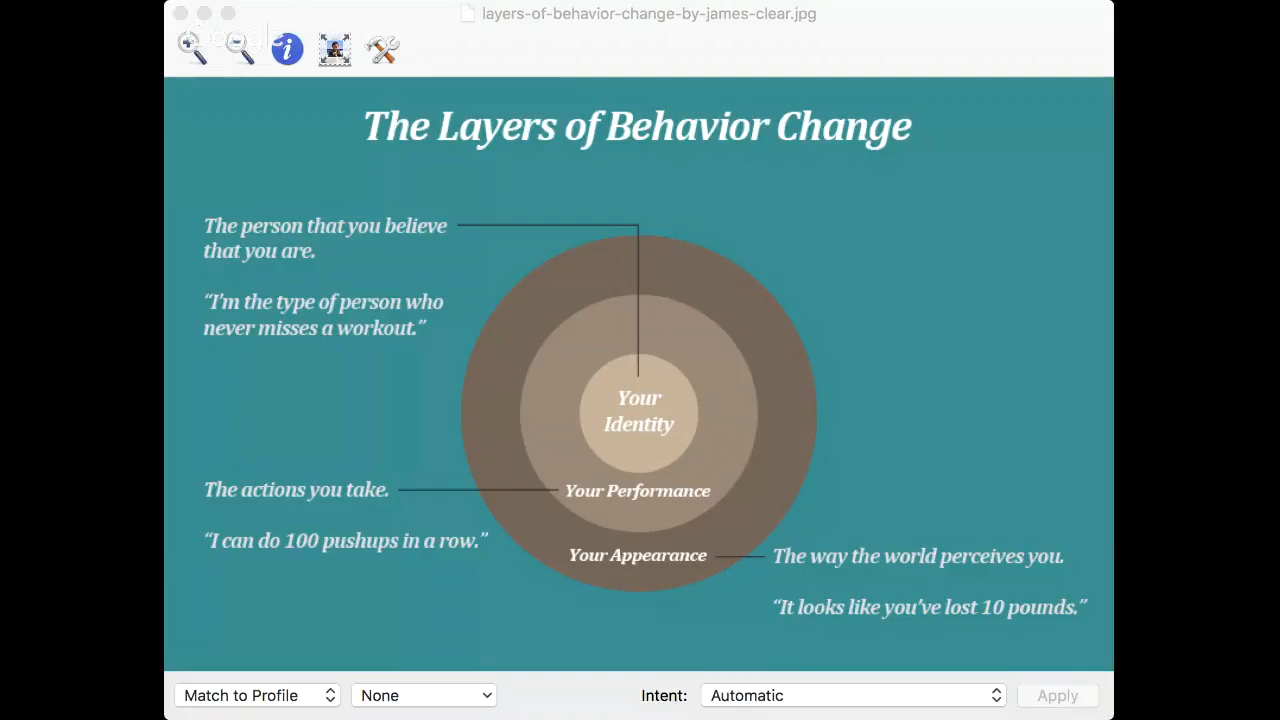 layers-of-behavior-change-by-james-clear.jpg
Google
The Layers of Behavior Change
The person that you believe
that you are.
“I'm the type of person who
never misses a workout.”
Your
Identity
The actions you take.
Your Performance
“I can do 100 pushups in a row.”
Your Appearance
The way the world perceives you.
“It looks like you've lost 10 pounds.”
Match to Profile
None
Intent:
Automatic
Apply